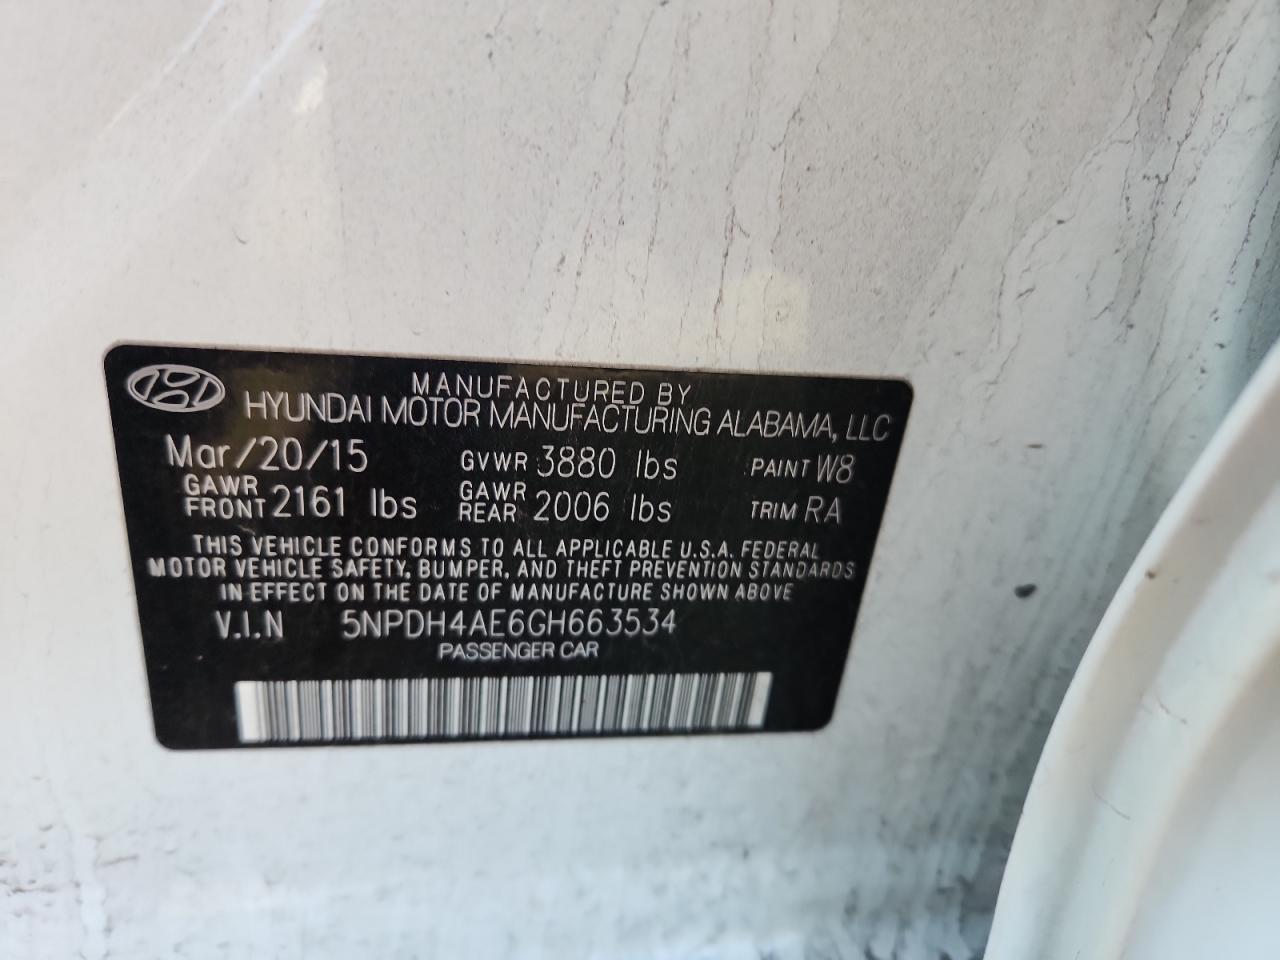 MANUFACTURED BY
HYUNDAI MOTOR MANUFACTURING ALABAMA, LLC
Mar/20/15 GVWR 3880 lbs PAINT W8
GAWR FRONT 2161 lbs GAWR REAR 2006 lbs TRIM RA
THIS VEHICLE CONFORMS TO ALL APPLICABLE U.S.A. FEDERAL
MOTOR VEHICLE SAFETY, BUMPER, AND THEFT PREVENTION STANDARDS
IN EFFECT ON THE DATE OF MANUFACTURE SHOWN ABOVE
V.I.N 5NPDH4AE6GH663534
PASSENGER CAR